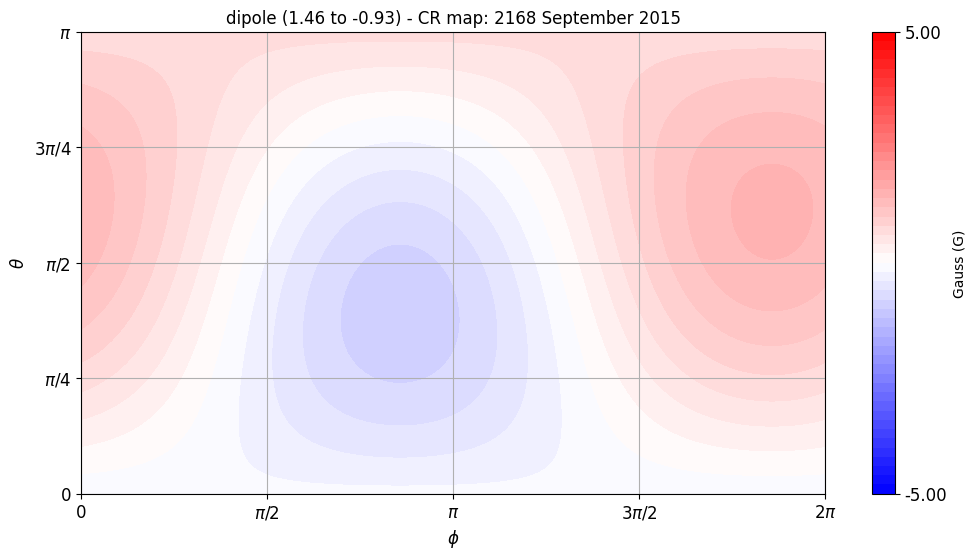 dipole (1.46 to -0.93) - CR map: 2168 September 2015
π
3π/4
π/2
π/4
0
θ
0
π/2
π
3π/2
2π
ϕ
5.00
-5.00
Gauss (G)